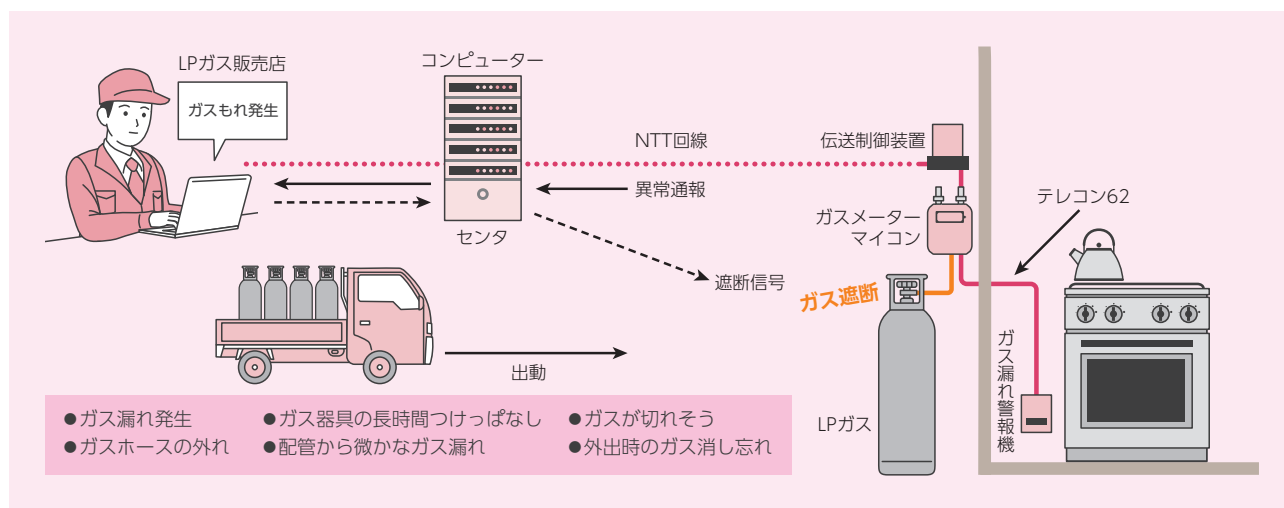 LPガス販売店
ガスもれ発生
コンピューター
センタ
NTT回線
異常通報
遮断信号
伝送制御装置
ガスメーター
マイコン
テレコン62
ガス遮断
LPガス
ガス漏れ警報機
出動
●ガス漏れ発生 ●ガス器具の長時間つけっぱなし ●ガスが切れそう
●ガスホースの外れ ●配管から微かなガス漏れ ●外出時のガス消し忘れ